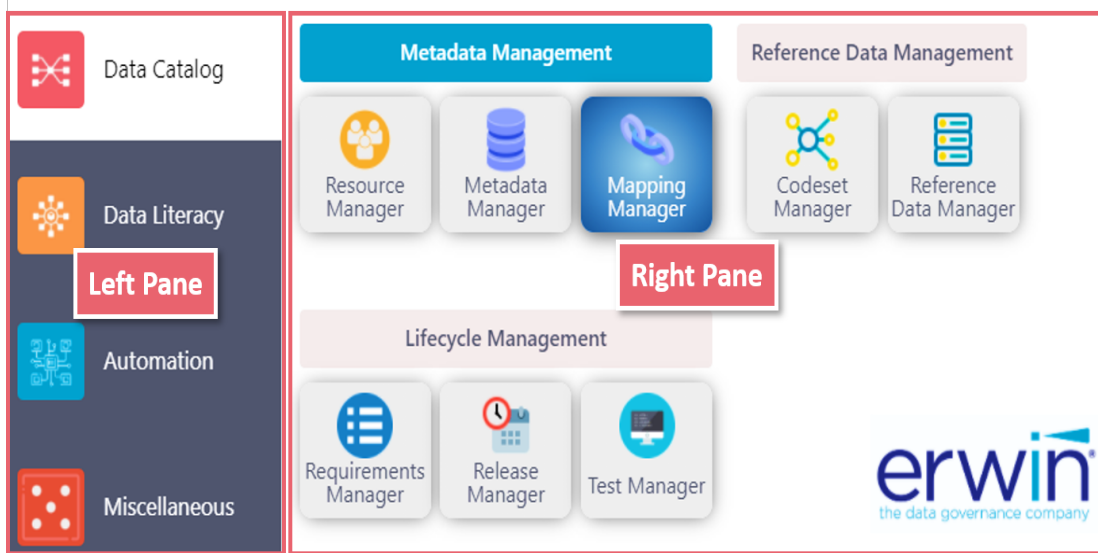 Data Catalog
Data Literacy
Left Pane
Automation
Miscellaneous
Metadata Management
Reference Data Management
Resource
Manager
Metadata
Manager
Mapping
Manager
Codeset
Manager
Reference
Data Manager
Right Pane
Lifecycle Management
Requirements
Manager
Release
Manager
Test Manager
erwin®
the data governance company